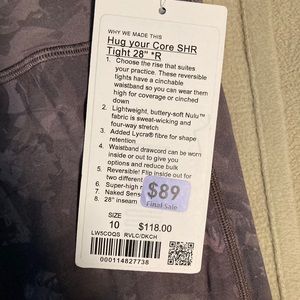 WHY WE MADE THIS
Hug your Core SHR
Tight 28" *R
1. Choose the rise that suits
your practice. These reversible
tights have a cinchable
waistband so you can wear them
high for coverage or cinched
down
2. Lightweight, buttery-soft Nulu™
fabric is sweat-wicking and
four-way stretch
3. Added Lycra® fibre for shape
retention
4. Waistband drawcord can be worn
inside or out to give you
options and reduce bulk
5. Reversible! Flip inside out for
two different
6. Super-high r
7. Naked Sens
8. 28" inseam
$89
Final Sale
SIZE
10 $118.00
LW5COQS RVLC/DKCH
000114827738